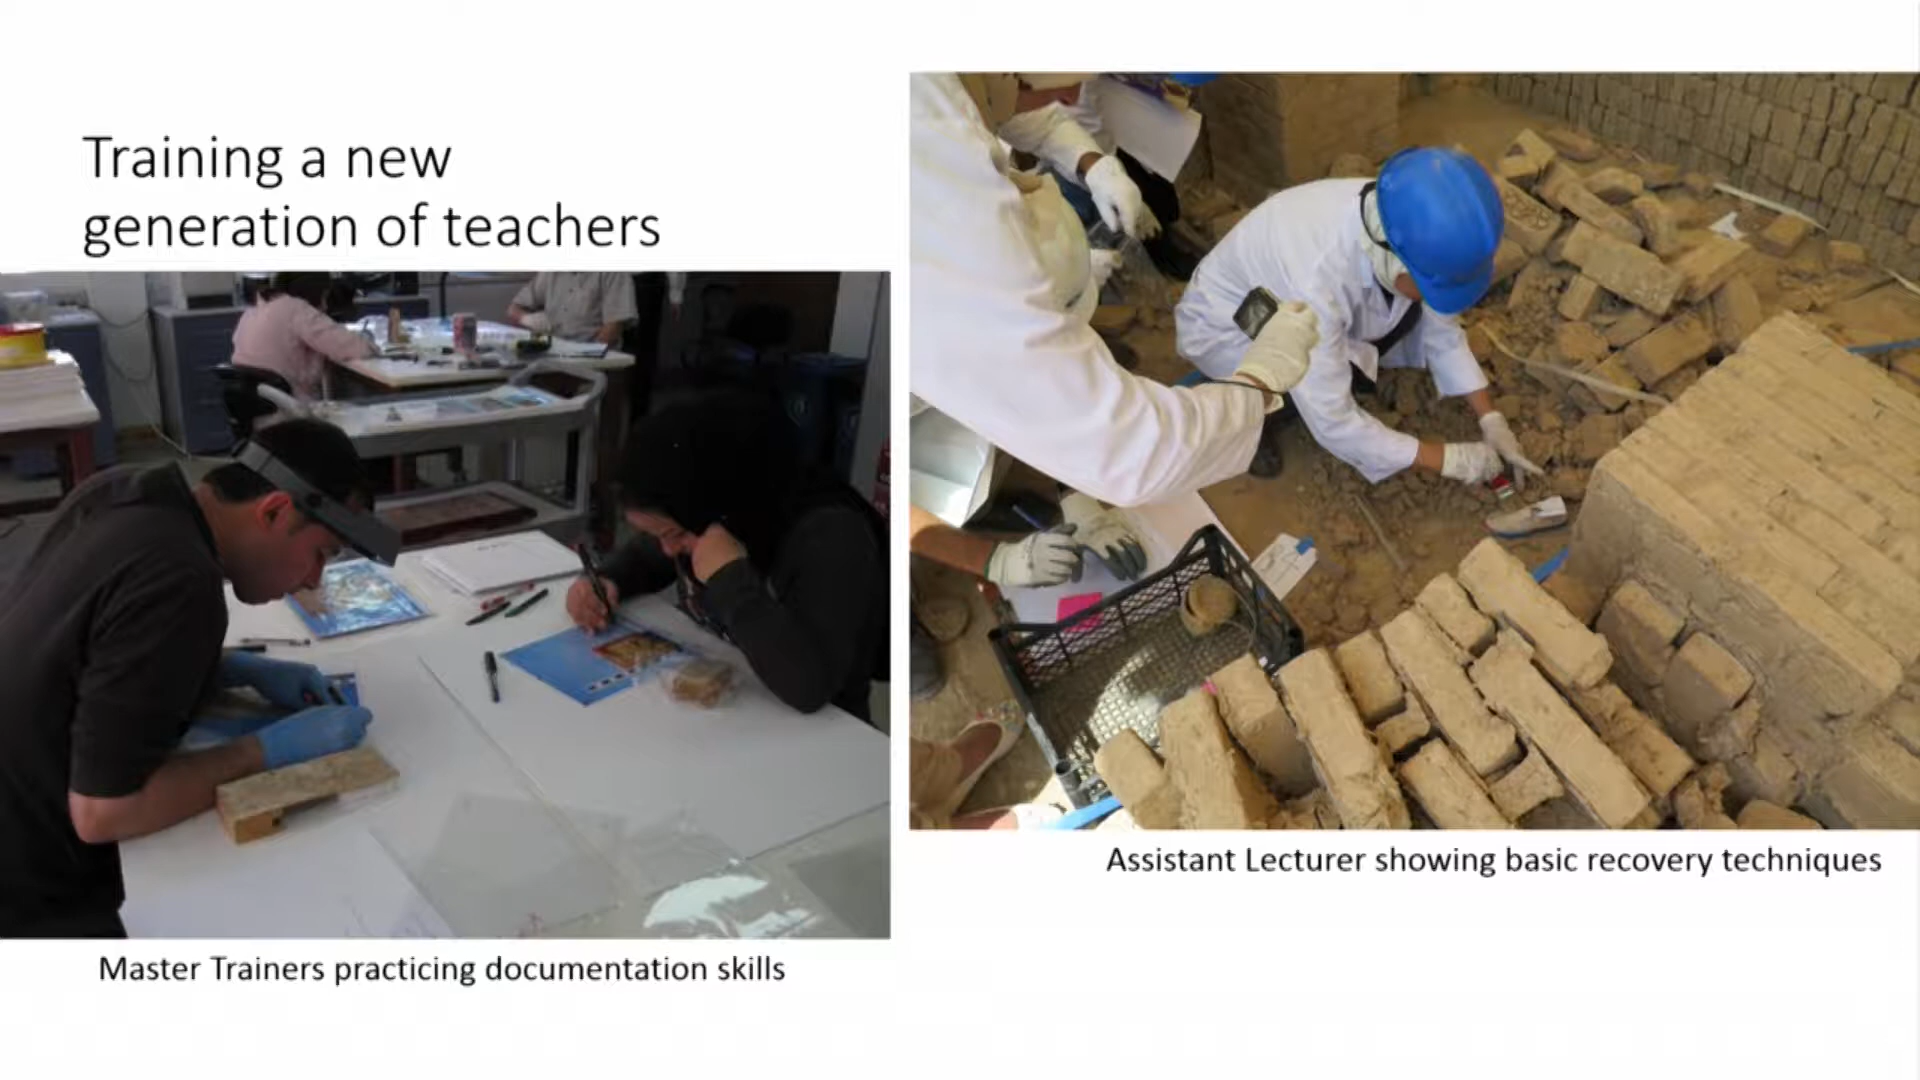 Training a new
generation of teachers
Assistant Lecturer showing basic recovery techniques
Master Trainers practicing documentation skills